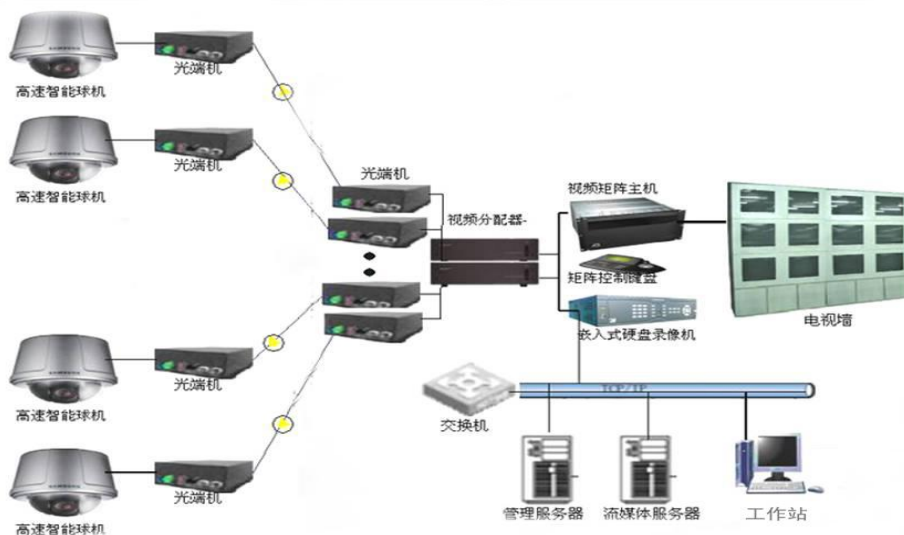 高速智能球机
光端机
高速智能球机
光端机
光端机
视频分配器-
视频矩阵主机
矩阵控制键盘
电视墙
嵌入式硬盘录像机
高速智能球机
光端机
TCP/IP
交换机
高速智能球机
光端机
管理服务器
流媒体服务器
工作站